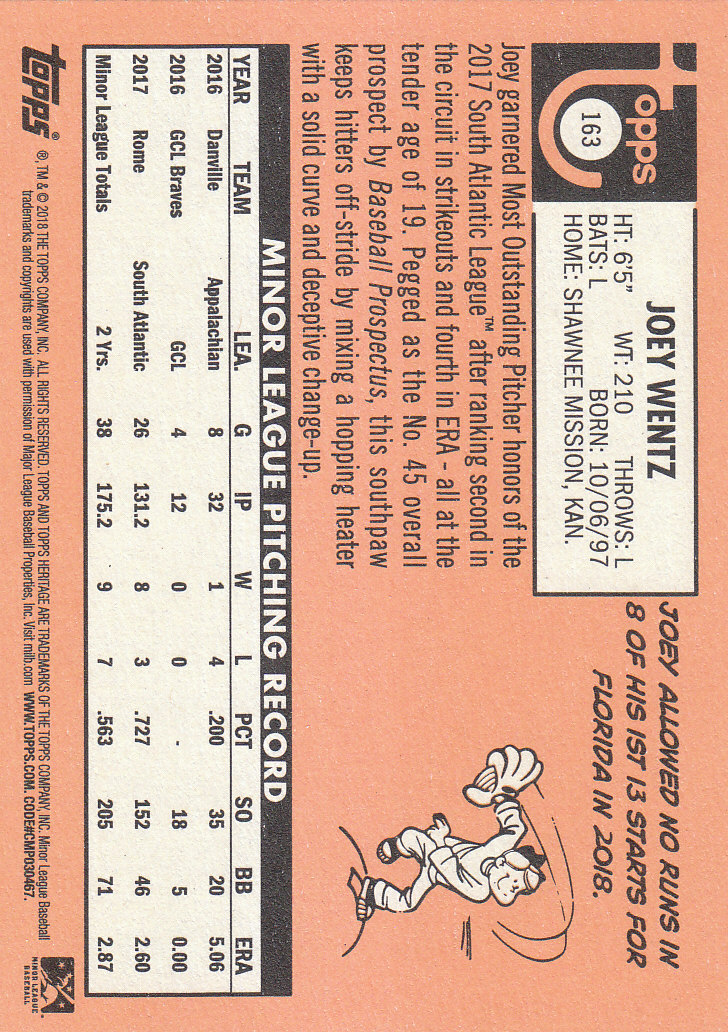 topps
163
JOEY WENTZ
HT: 6'5" WT: 210 THROWS: L
BATS: L BORN: 10/06/97
HOME: SHAWNEE MISSION, KAN.
JOEY ALLOWED NO RUNS IN
8 OF HIS 1ST 13 STARTS FOR
FLORIDA IN 2018.
Joey garnered Most Outstanding Pitcher honors of the
2017 South Atlantic League™ after ranking second in
the circuit in strikeouts and fourth in ERA - all at the
tender age of 19. Pegged as the No. 45 overall
prospect by Baseball Prospectus, this southpaw
keeps hitters off-stride by mixing a hopping heater
with a solid curve and deceptive change-up.
MINOR LEAGUE PITCHING RECORD
YEAR TEAM LEA. G IP W L PCT SO BB ERA
2016 Danville Appalachian 8 32 1 4 .200 35 20 5.06
2016 GCL Braves GCL 4 12 0 0 - 18 5 0.00
2017 Rome South Atlantic 26 131.2 8 3 .727 152 46 2.60
Minor League Totals 2 Yrs. 38 175.2 9 7 .563 205 71 2.87
topps®
®, TM & © 2018 THE TOPPS COMPANY, INC. ALL RIGHTS RESERVED. TOPPS AND TOPPS HERITAGE ARE TRADEMARKS OF THE TOPPS COMPANY, INC. Minor League Baseball
trademarks and copyrights are used with permission of Major League Baseball Properties, Inc. Visit milb.com WWW.TOPPS.COM. CODE#CMP030467.
MINOR LEAGUE
BASEBALL